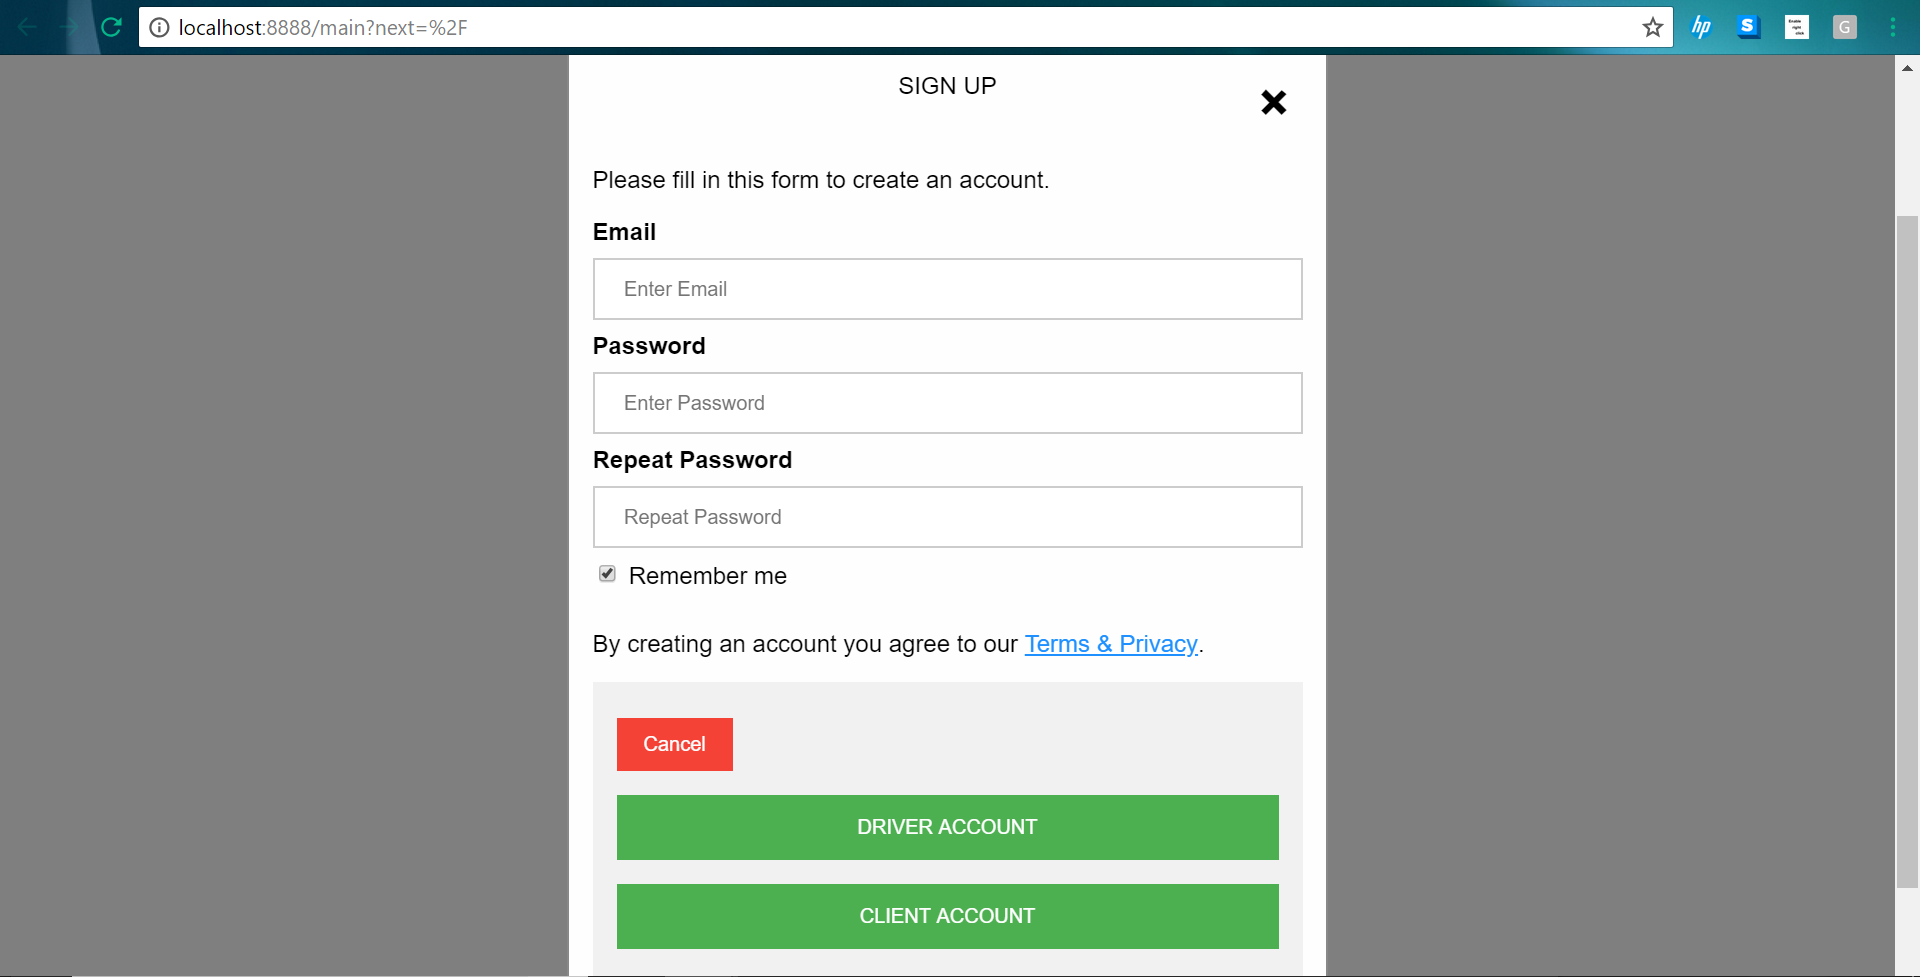 localhost:8888/main?next=%2F
hp
S
G
SIGN UP
Please fill in this form to create an account.
Email
Enter Email
Password
Enter Password
Repeat Password
Repeat Password
Remember me
By creating an account you agree to our Terms & Privacy.
Cancel
DRIVER ACCOUNT
CLIENT ACCOUNT